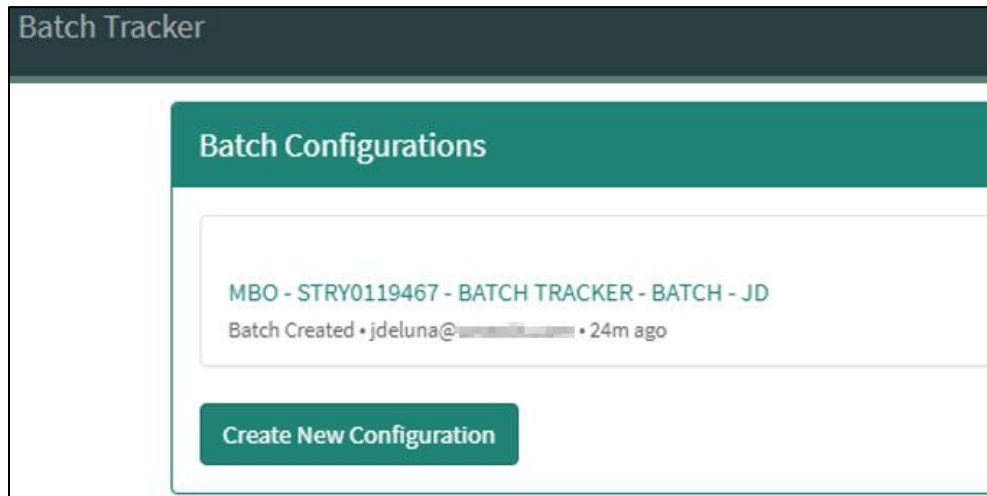 Batch Tracker
Batch Configurations
MBO - STRY0119467 - BATCH TRACKER - BATCH - JD
Batch Created • jdeluna@ • 24m ago
Create New Configuration